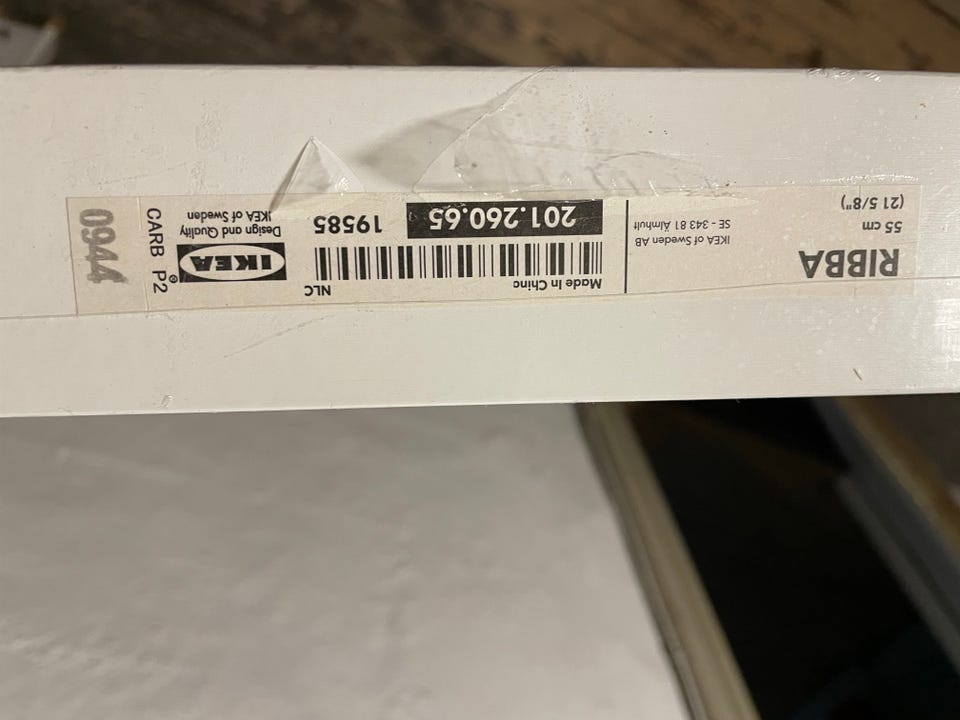 RIBBA
55 cm
(21 5/8")
IKEA of Sweden AB
SE - 343 81 Älmhult
Made In China
NLC
201.260.65
19585
IKEA
®
Design and Quality
IKEA of Sweden
CARB P2
0944